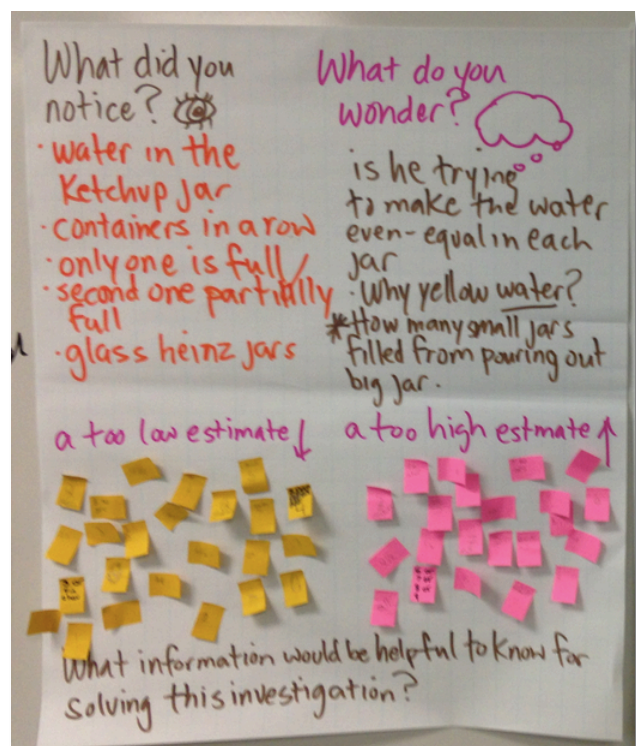 What did you
notice?
· water in the
Ketchup jar
· containers in a row
· only one is full
· second one partially
full
· glass heinz jars
What do you
wonder?
is he trying
to make the water
even-equal in each
jar
· Why yellow water?
*How many small jars
filled from pouring out
big jar.
a too low estimate ↓
a too high estmate ↑
What information would be helpful to know for
solving this investigation?